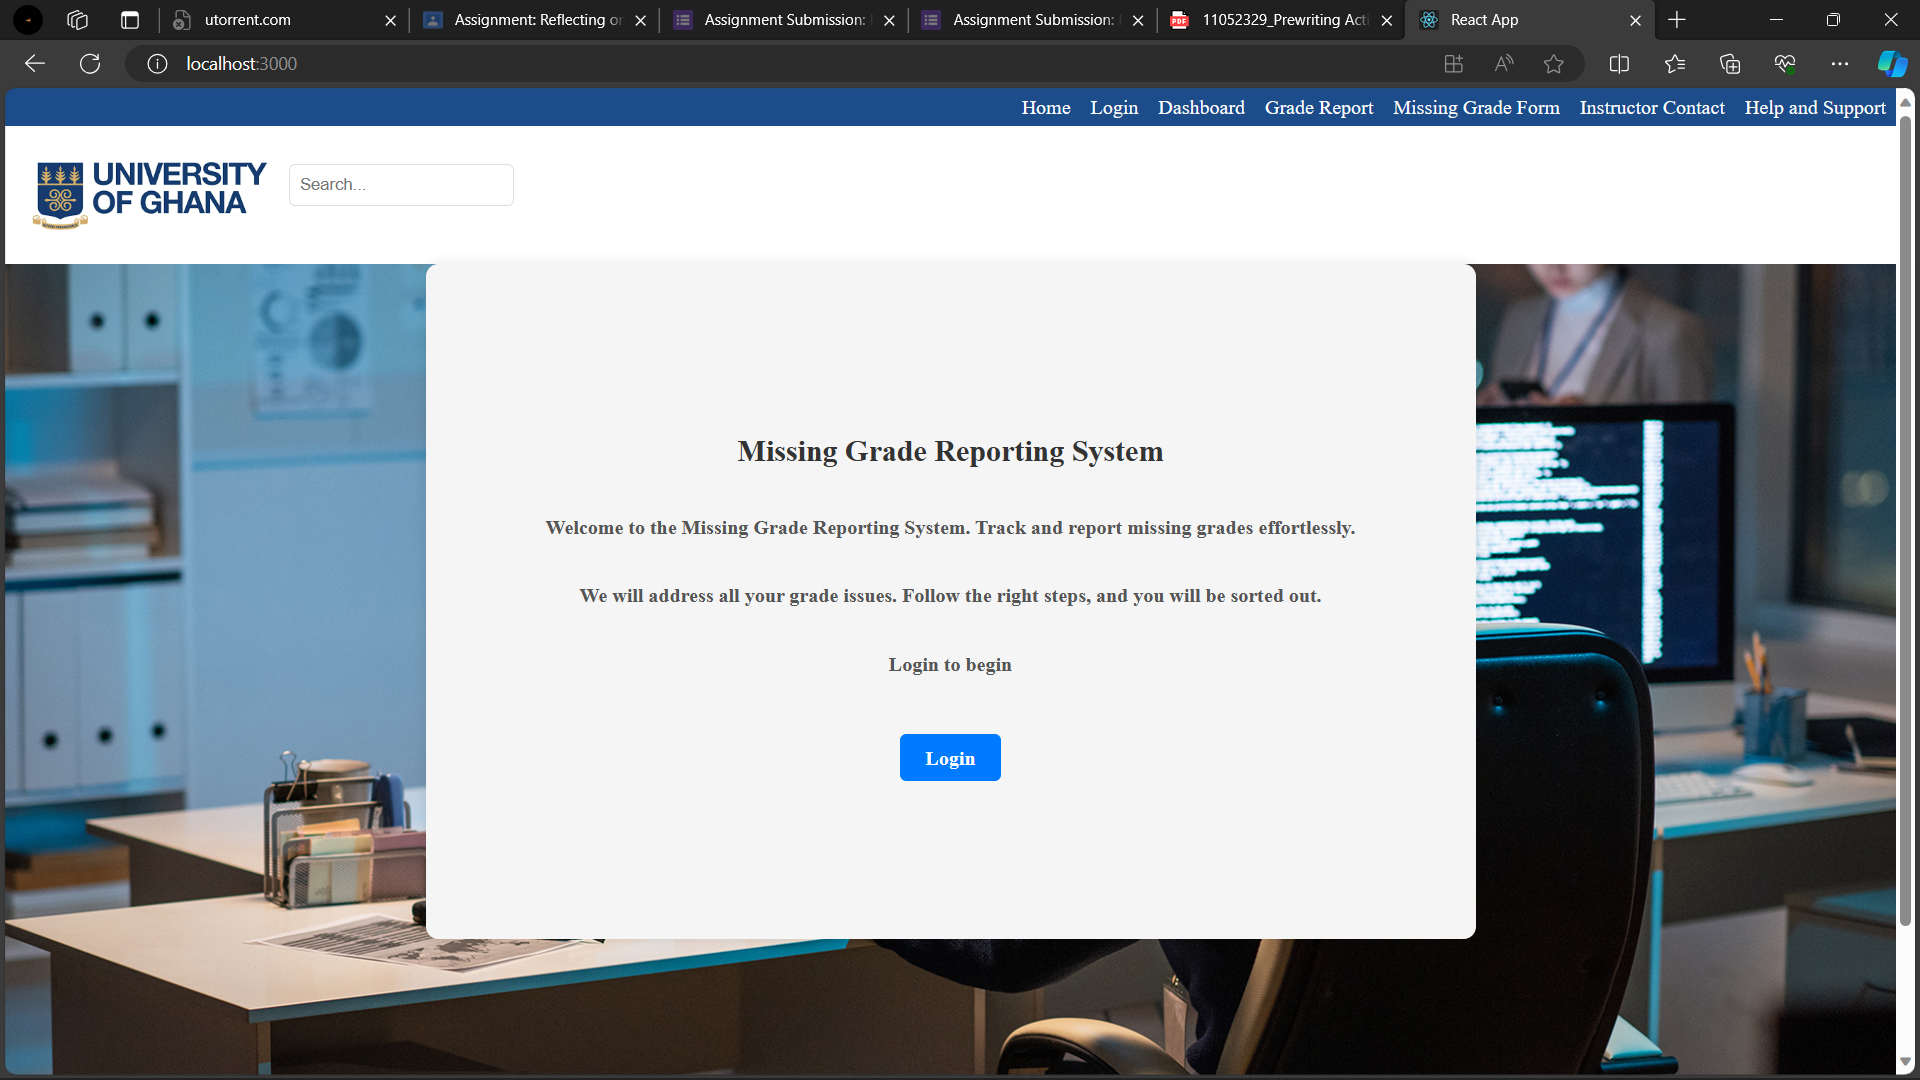 utorrent.com
Assignment: Reflecting or
Assignment Submission:
Assignment Submission:
11052329_Prewriting Acti
React App
localhost:3000
Home Login Dashboard Grade Report Missing Grade Form Instructor Contact Help and Support
UNIVERSITY
OF GHANA
Search...
Missing Grade Reporting System
Welcome to the Missing Grade Reporting System. Track and report missing grades effortlessly.
We will address all your grade issues. Follow the right steps, and you will be sorted out.
Login to begin
Login